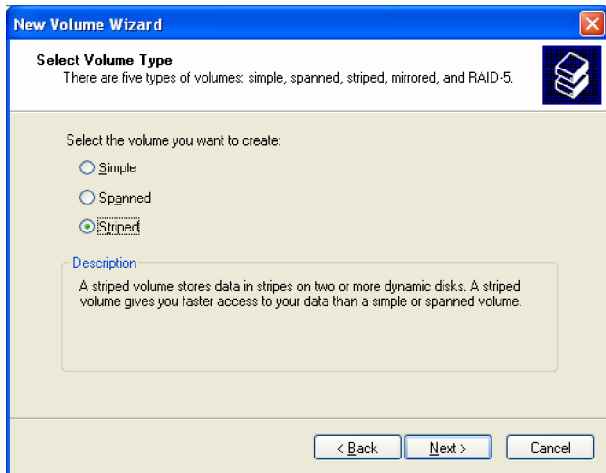 New Volume Wizard
Select Volume Type
There are five types of volumes: simple, spanned, striped, mirrored, and RAID-5.
Select the volume you want to create:
Simple
Spanned
Striped
Description
A striped volume stores data in stripes on two or more dynamic disks. A striped
volume gives you faster access to your data than a simple or spanned volume.
< Back
Next >
Cancel